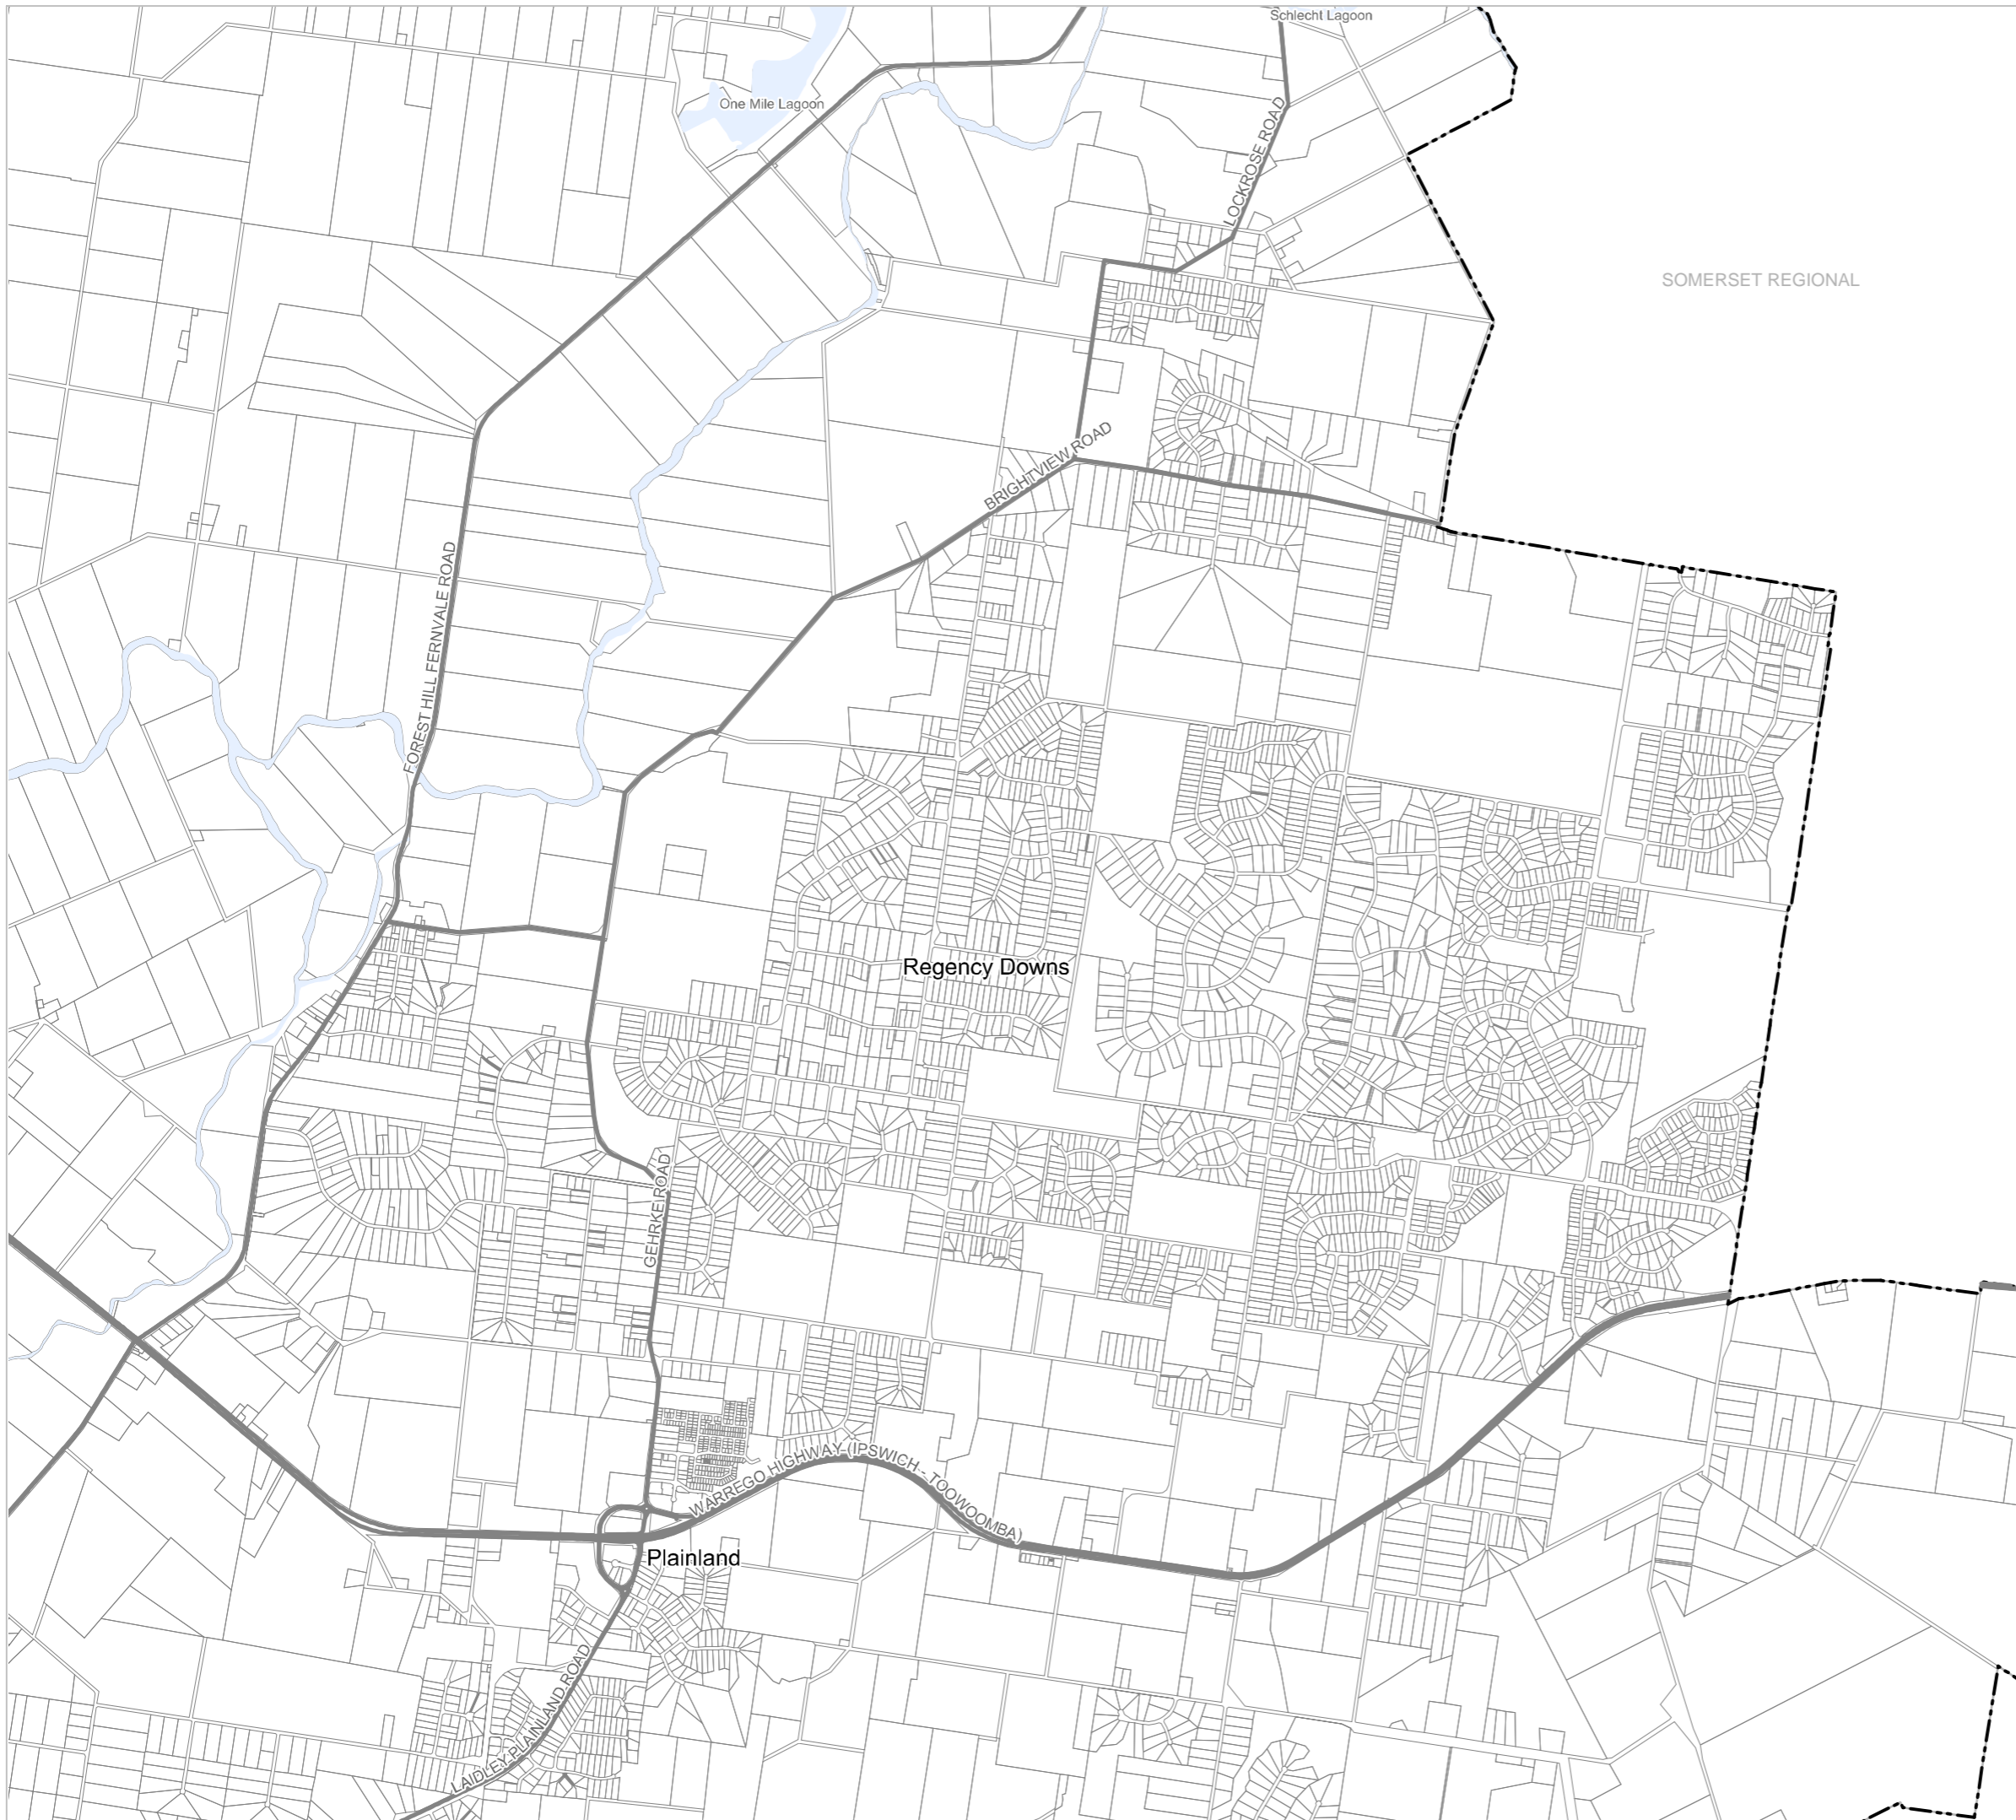 Schlecht Lagoon
One Mile Lagoon
LOCKROSE ROAD
SOMERSET REGIONAL
BRIGHTVIEW ROAD
FOREST HILL FERNVALE ROAD
Regency Downs
GEHRKE ROAD
WARREGO HIGHWAY (IPSWICH - TOOWOOMBA)
Plainland
LAIDLEY PLAINLAND ROAD